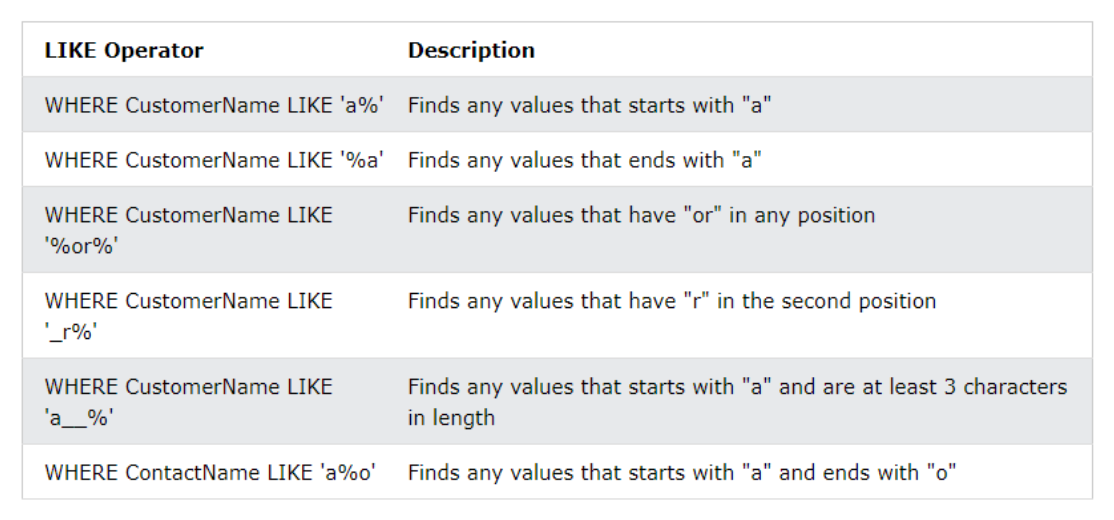 LIKE Operator Description
WHERE CustomerName LIKE 'a%' Finds any values that starts with "a"
WHERE CustomerName LIKE '%a' Finds any values that ends with "a"
WHERE CustomerName LIKE Finds any values that have "or" in any position
'%or%'
WHERE CustomerName LIKE Finds any values that have "r" in the second position
'_r%'
WHERE CustomerName LIKE Finds any values that starts with "a" and are at least 3 characters
'a__%' in length
WHERE ContactName LIKE 'a%o' Finds any values that starts with "a" and ends with "o"